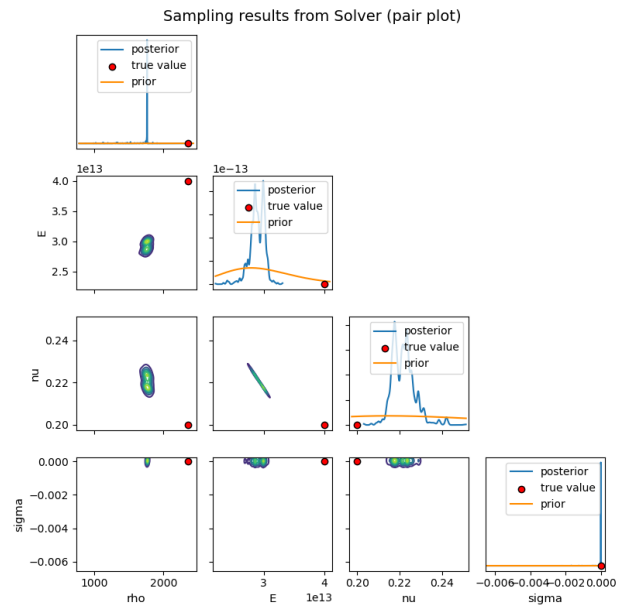 Sampling results from Solver (pair plot)
posterior
true value
prior
1e13
1e−13
4.0
3.5
3.0
2.5
E
posterior
true value
prior
0.24
0.22
0.20
nu
posterior
true value
prior
0.000
−0.002
−0.004
−0.006
sigma
posterior
true value
prior
1000
2000
rho
3
4
1e13
E
0.20
0.22
0.24
nu
−0.006
−0.004
−0.002
0.000
sigma